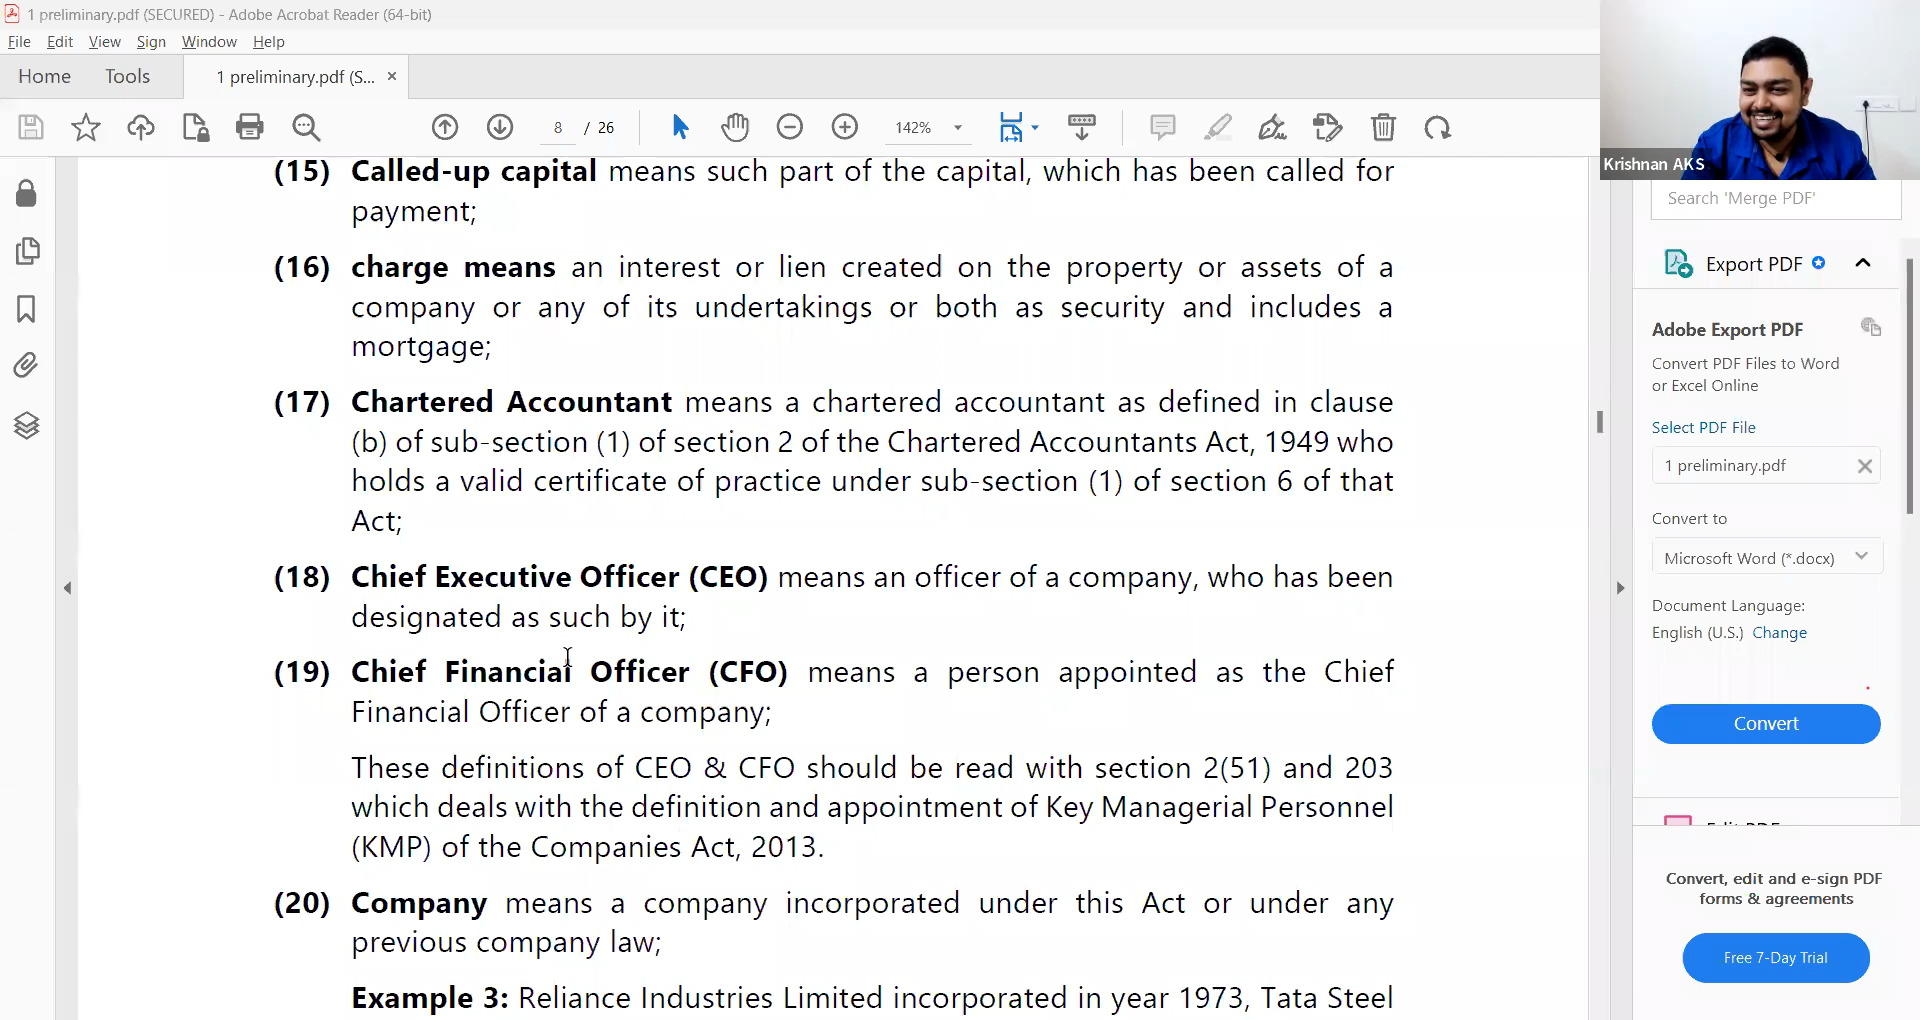 1 preliminary.pdf (SECURED) - Adobe Acrobat Reader (64-bit)
File Edit View Sign Window Help
Home Tools 1 preliminary.pdf (S... ×
8 / 26 142%
Krishnan AKS
(15) Called-up capital means such part of the capital, which has been called for
payment;
(16) charge means an interest or lien created on the property or assets of a
company or any of its undertakings or both as security and includes a
mortgage;
(17) Chartered Accountant means a chartered accountant as defined in clause
(b) of sub-section (1) of section 2 of the Chartered Accountants Act, 1949 who
holds a valid certificate of practice under sub-section (1) of section 6 of that
Act;
(18) Chief Executive Officer (CEO) means an officer of a company, who has been
designated as such by it;
(19) Chief Financial Officer (CFO) means a person appointed as the Chief
Financial Officer of a company;
These definitions of CEO & CFO should be read with section 2(51) and 203
which deals with the definition and appointment of Key Managerial Personnel
(KMP) of the Companies Act, 2013.
(20) Company means a company incorporated under this Act or under any
previous company law;
Example 3: Reliance Industries Limited incorporated in year 1973, Tata Steel
Search 'Merge PDF'
Export PDF
Adobe Export PDF
Convert PDF Files to Word
or Excel Online
Select PDF File
1 preliminary.pdf
Convert to
Microsoft Word (*.docx)
Document Language:
English (U.S.) Change
Convert
Edit PDF
Convert, edit and e-sign PDF
forms & agreements
Free 7-Day Trial